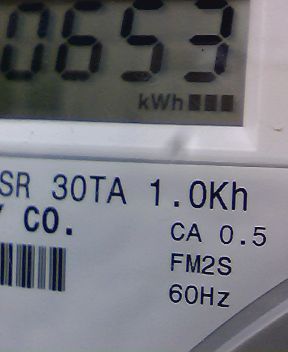 0653
kWh
SR 30TA 1.0Kh
Y CO.
CA 0.5
FM2S
60Hz